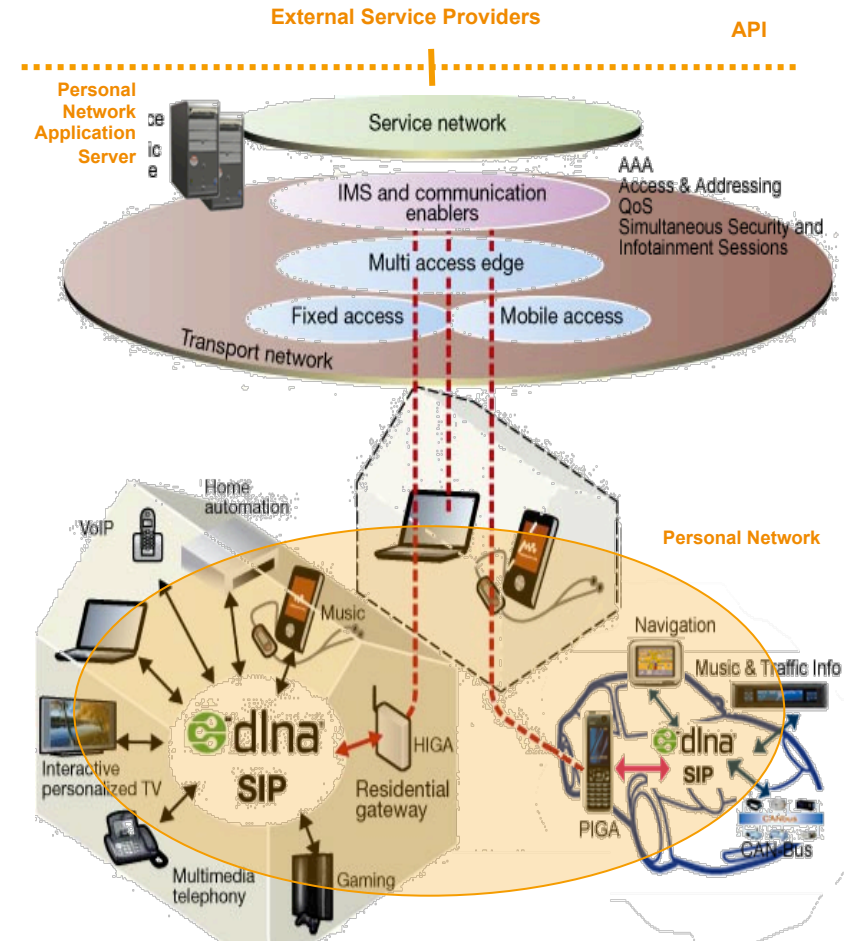 External Service Providers
API
Personal
Network
Application
Server
ce
ic
e
Service network
IMS and communication
enablers
AAA
Access & Addressing
QoS
Simultaneous Security and
Infotainment Sessions
Multi access edge
Fixed access
Mobile access
Transport network
Home
automation
VoIP
Music
Personal Network
Navigation
Music & Traffic Info
dlna
SIP
HIGA
Residential
gateway
Interactive
personalized TV
Multimedia
telephony
Gaming
dlna
SIP
PIGA
CANbus
CAN-Bus